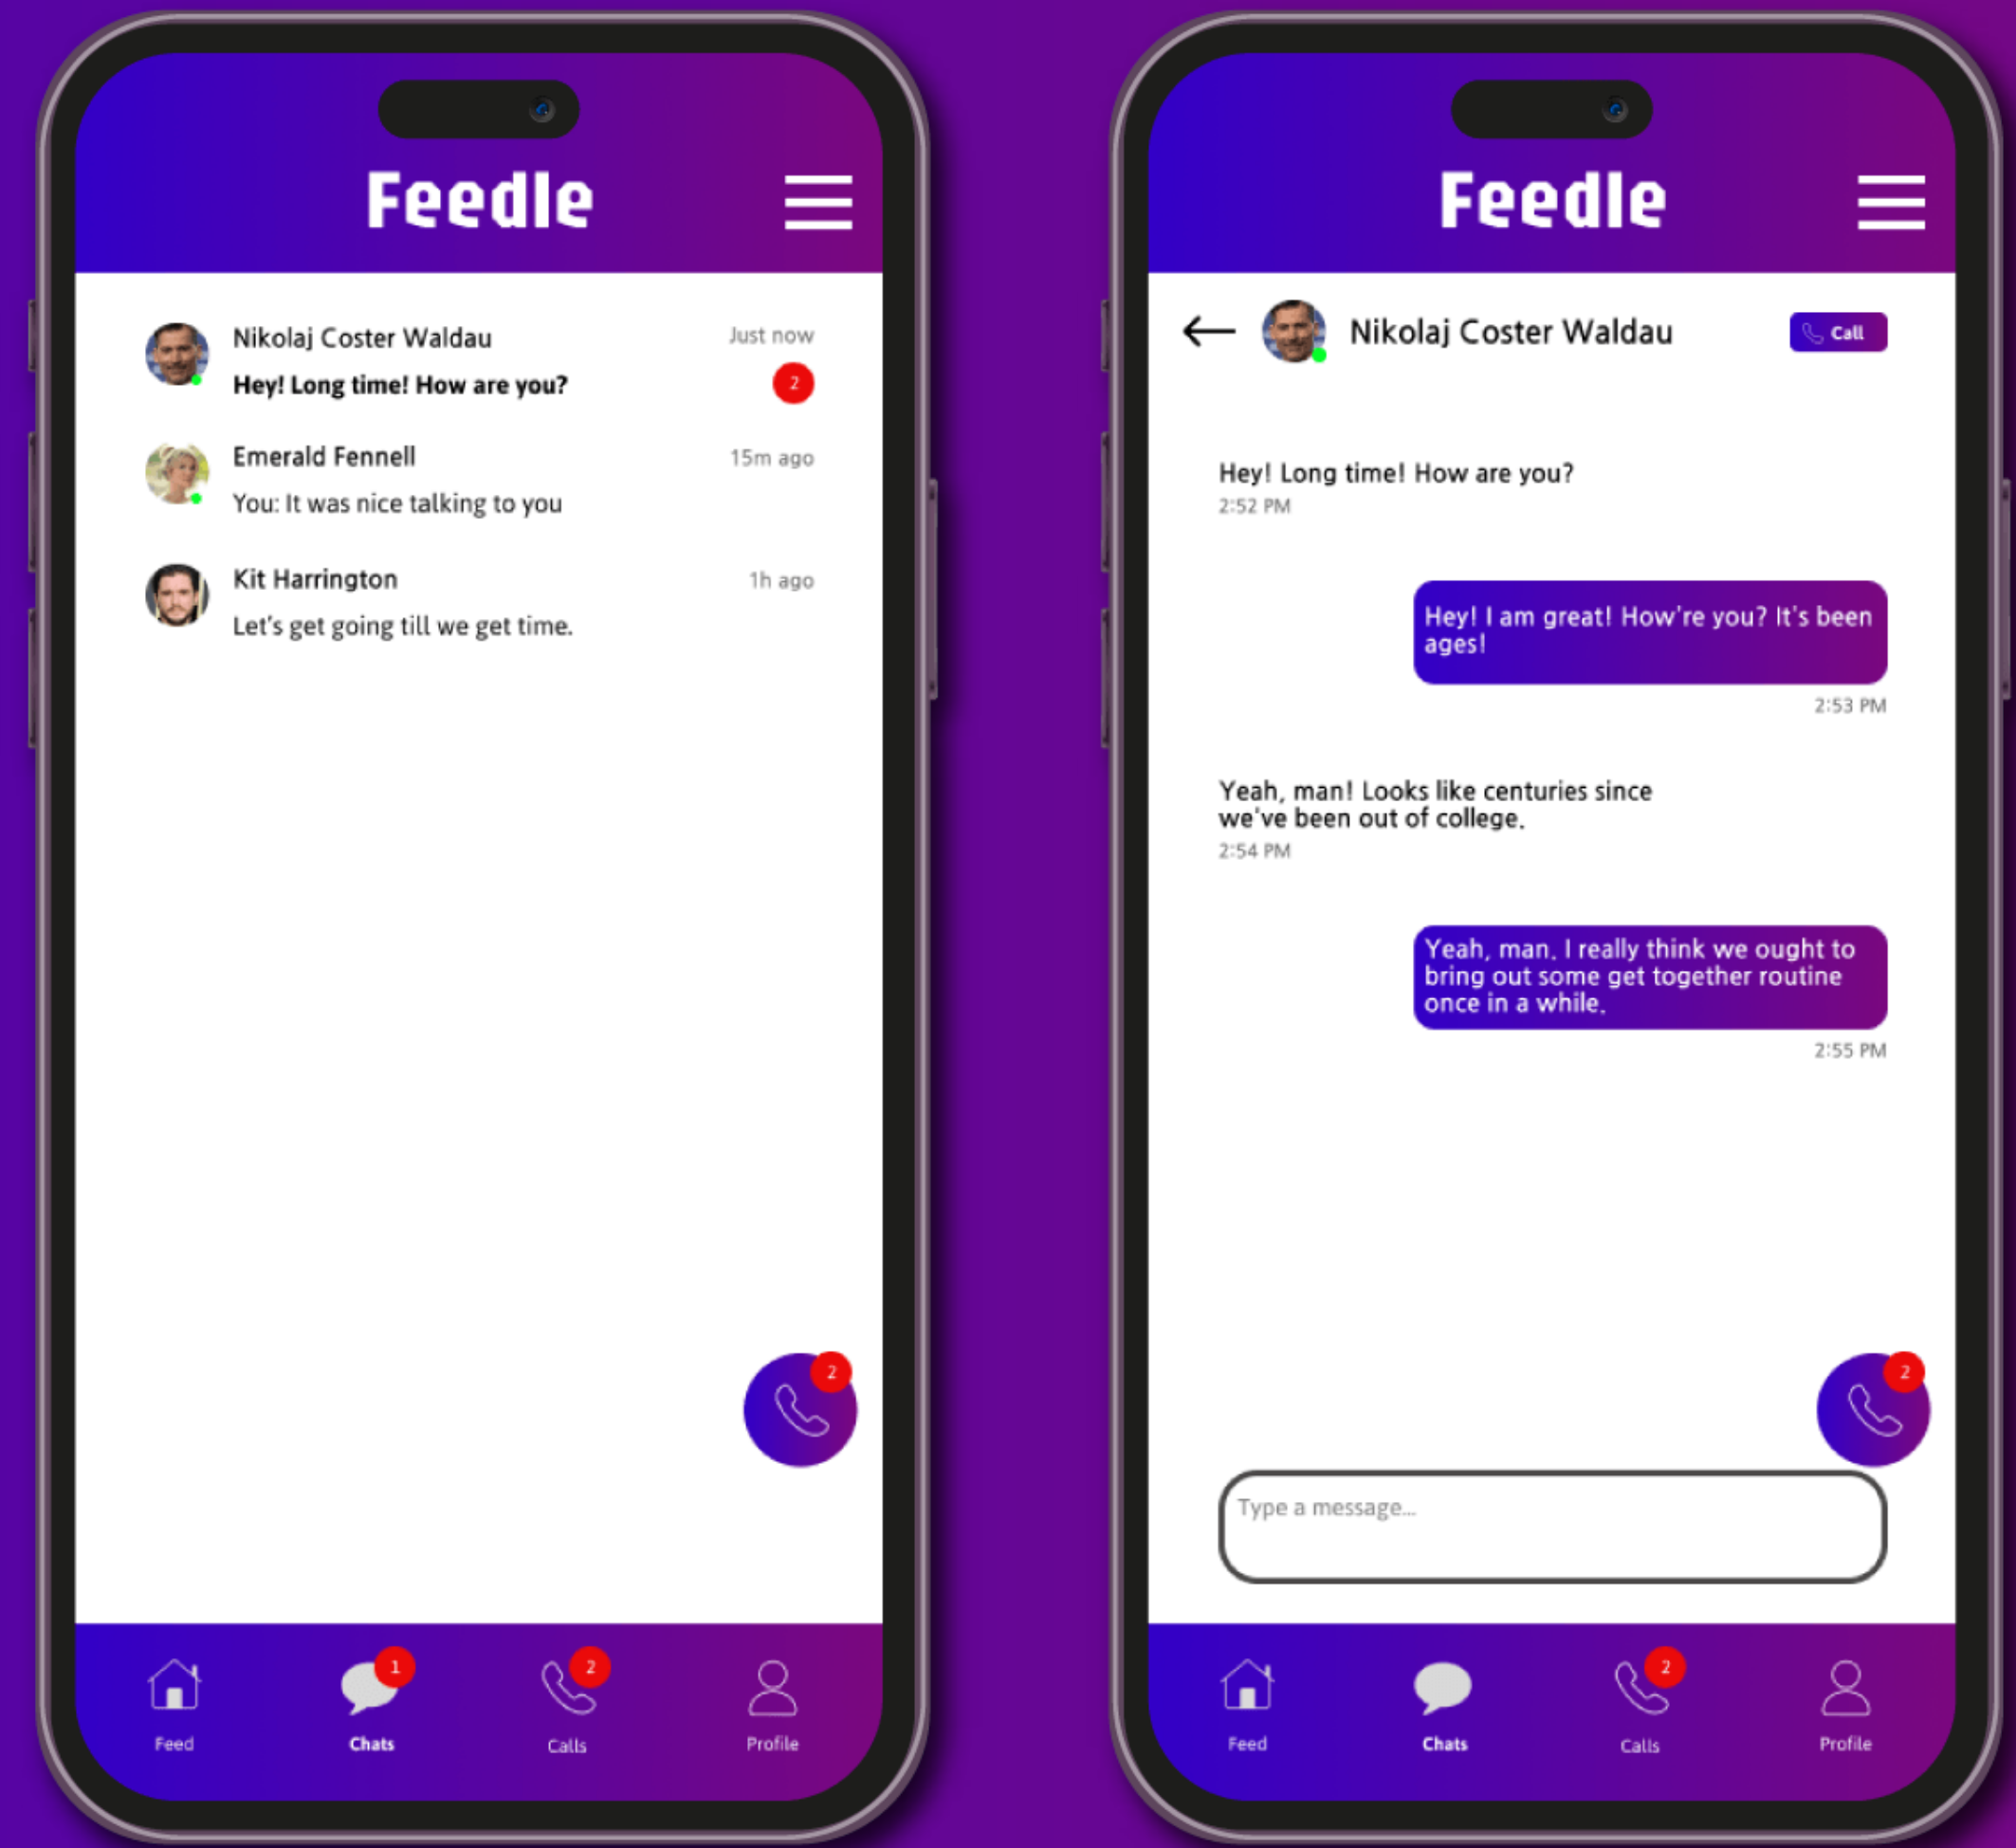 Feedle
Nikolaj Coster Waldau
Just now
Hey! Long time! How are you?
2
Emerald Fennell
15m ago
You: It was nice talking to you
Kit Harrington
1h ago
Let's get going till we get time.
2
1
2
Feed
Chats
Calls
Profile
Feedle
Nikolaj Coster Waldau
Call
Hey! Long time! How are you?
2:52 PM
Hey! I am great! How're you? It's been
ages!
2:53 PM
Yeah, man! Looks like centuries since
we've been out of college.
2:54 PM
Yeah, man. I really think we ought to
bring out some get together routine
once in a while.
2:55 PM
2
Type a message...
2
Feed
Chats
Calls
Profile